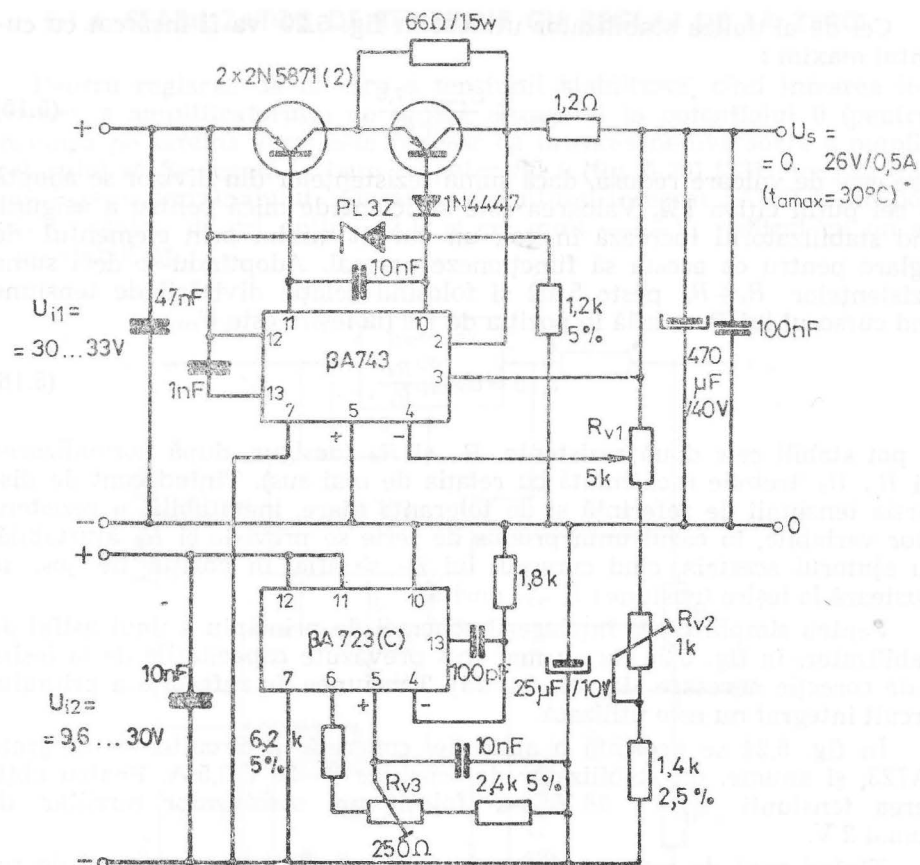 66Ω/15w
2×2N5871(2)
1,2Ω
+
Uₛ =
= 0 26V/0,5A
(tₐₘₐₓ=30°C)
PL3Z
1N4447
10nF
11
10
Uᵢ₁=
= 30...33V
47nF
12
βA743
2
3
1,2k
5%
470
μF
/40V
100nF
1nF
13
7
5
4
+
−
Rᵥ₁
5k
−
0
+
12
11
10
1,8k
Rᵥ₂
1k
βA723(C)
13
100pF
10nF
7
6
5
4
+
−
25μF/10V
Uᵢ₂=
= 9,6...30V
6,2k
5%
10nF
Rᵥ₃
2,4k 5%
1,4k
2,5%
250Ω
−